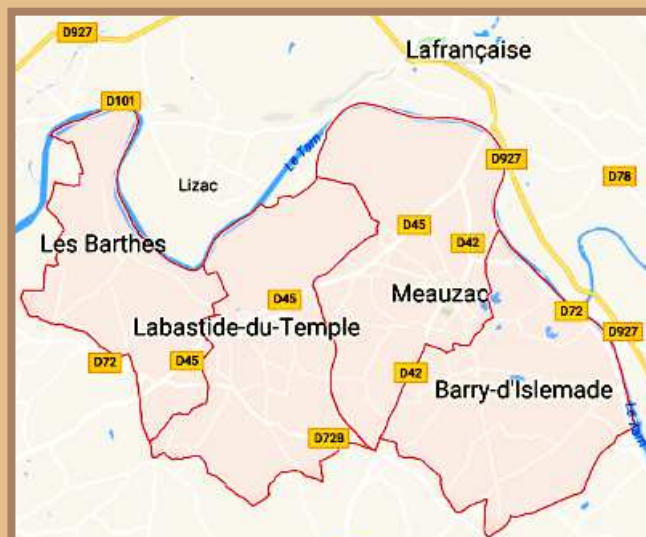 D927
Lafrançaise
D101
Le Tarn
D927
Lizac
D78
D45
Les Barthes
D42
Meauzac
D45
D72
Labastide-du-Temple
D927
D72
D45
D42
Barry-d'Islemade
Le Tarn
D72B